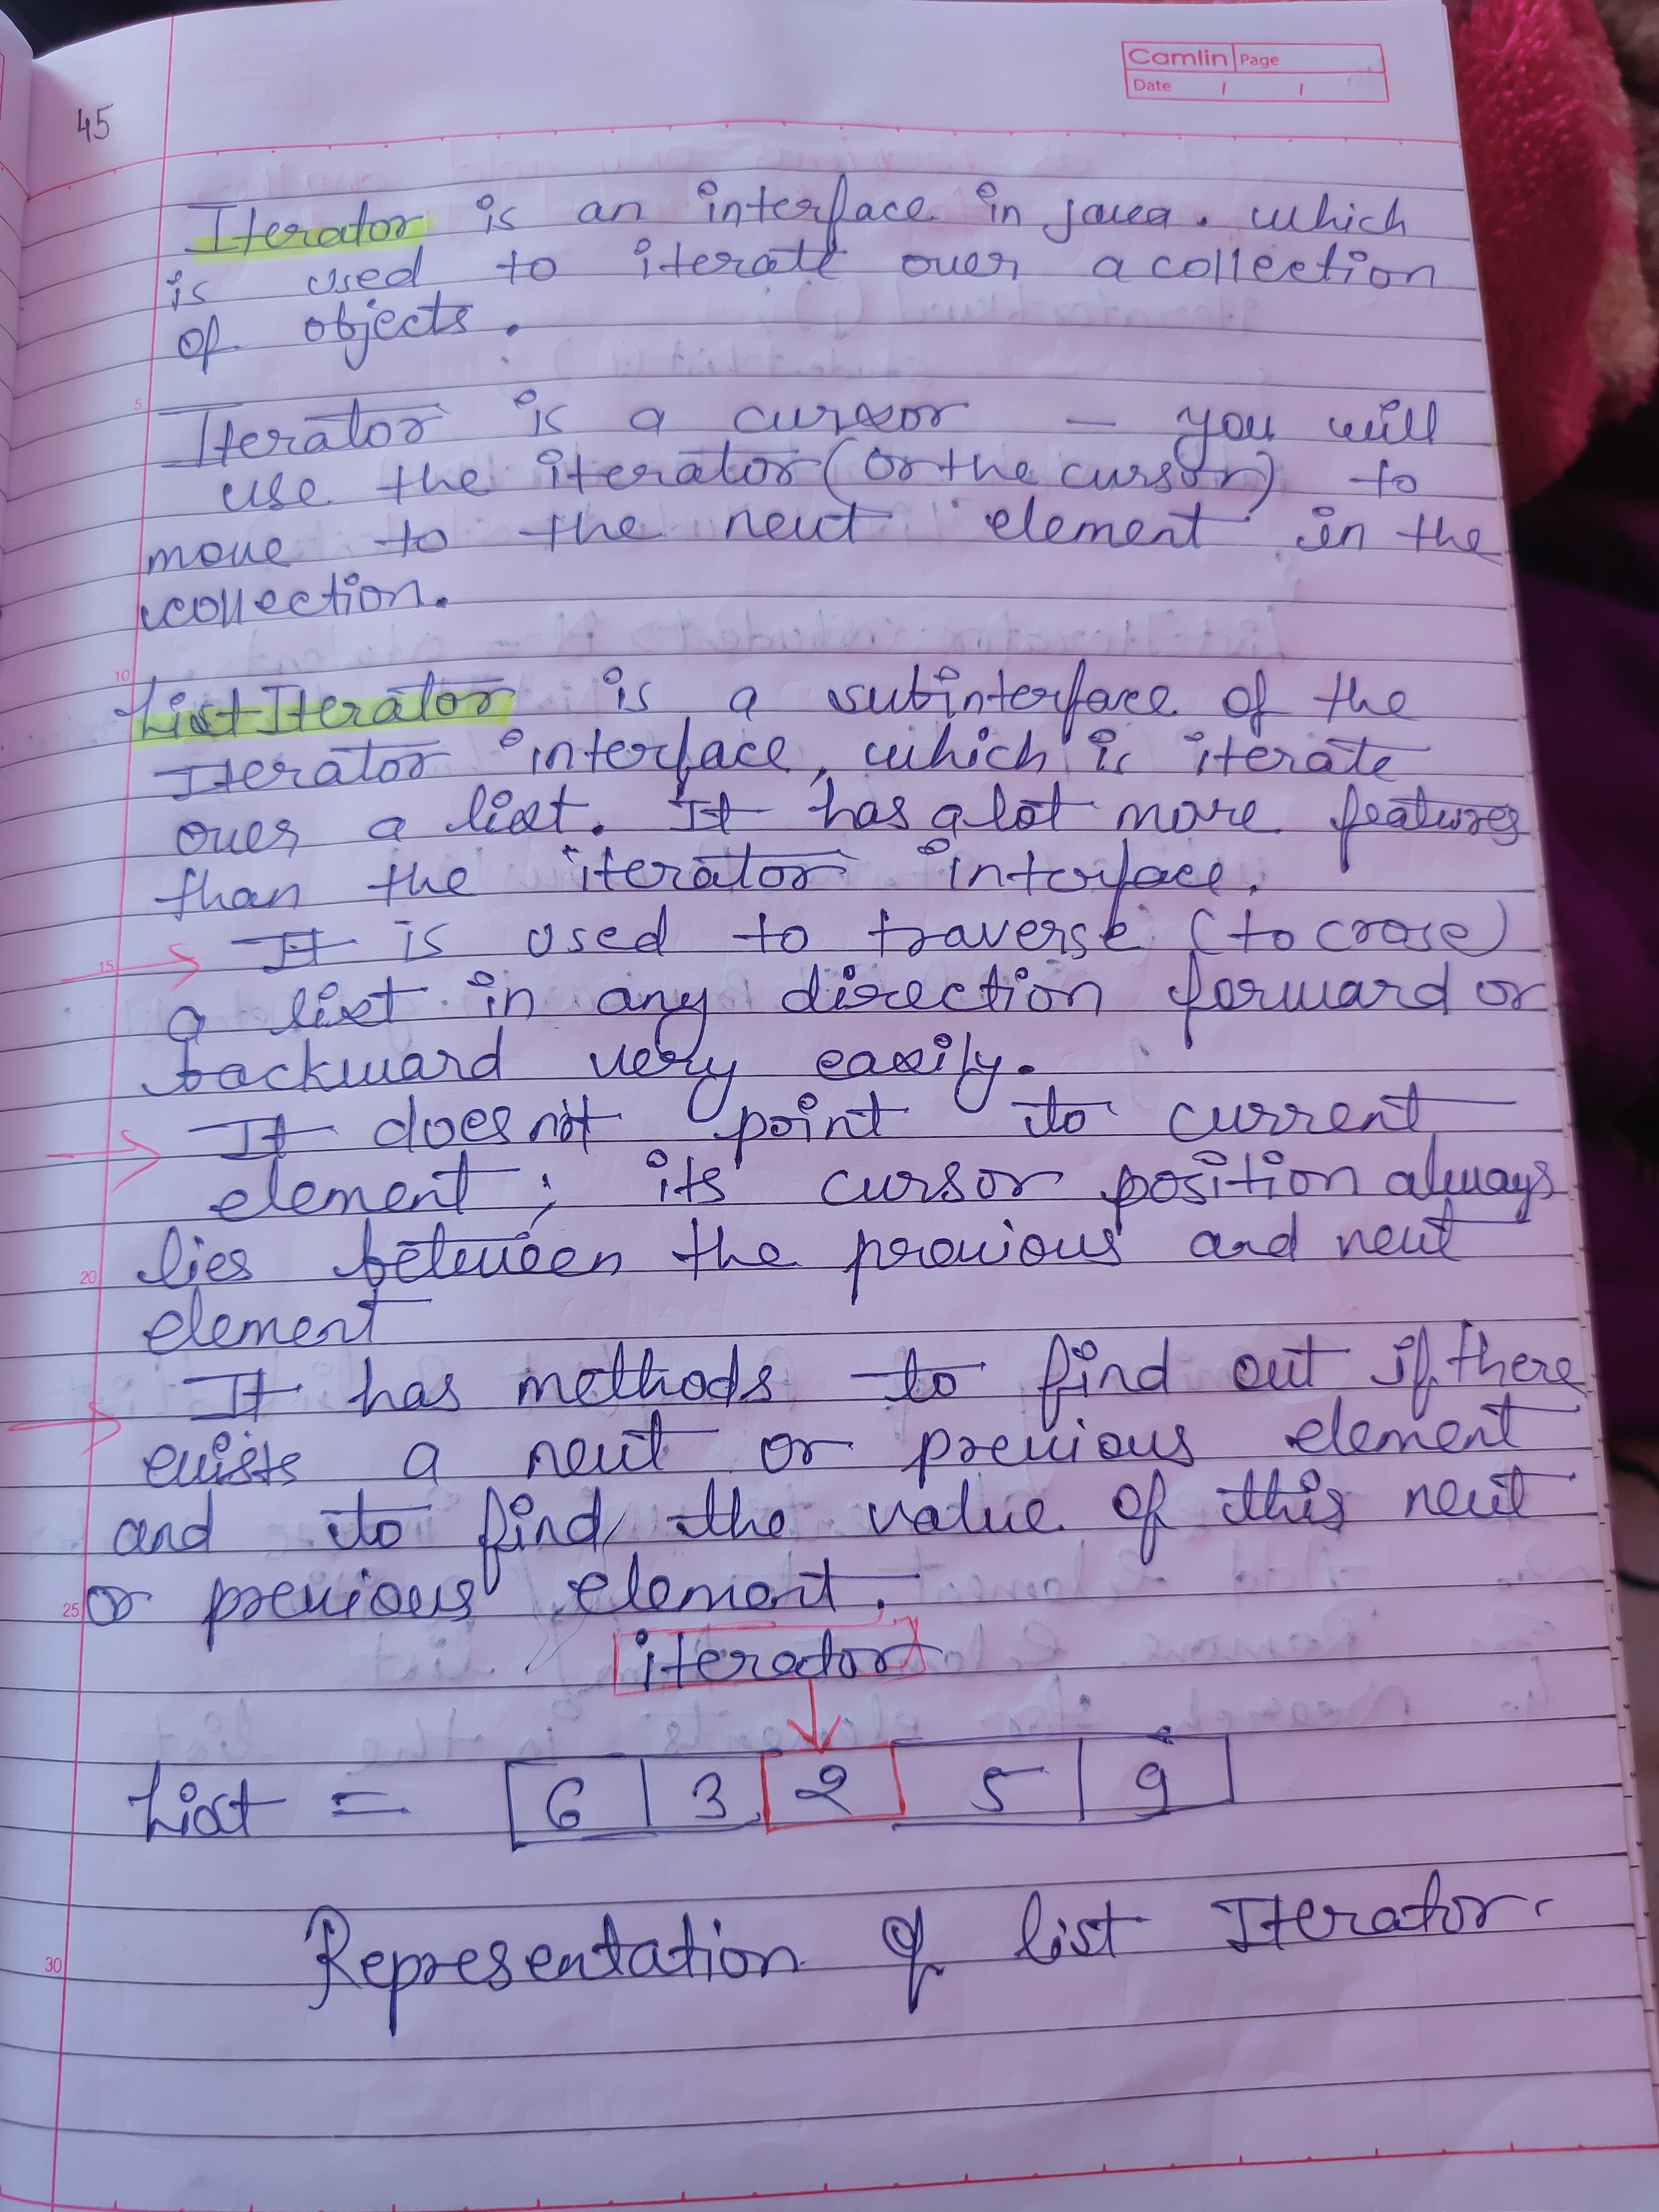 Camlin Page
Date
45
Iterator is an interface in java. which
is used to iterate over a collection
of objects.
5
Iterator is a cursor – you will
use the iterator (or the cursor) to
move to the next element in the
collection.
10
ListIterator is a subinterface of the
Iterator interface, which is iterate
over a list. It has a lot more features
than the iterator interface.
15
It is used to traverse (to crose)
a list in any direction forward or
backward very easily.
It does not point to current
element; its cursor position always
20
lies between the previous and next
element
It has methods to find out if there
exists a next or previous element
and to find the value of this next
25
or previous element.
iterator
List = 6 3 2 5 9
30
Representation of list Iterator.